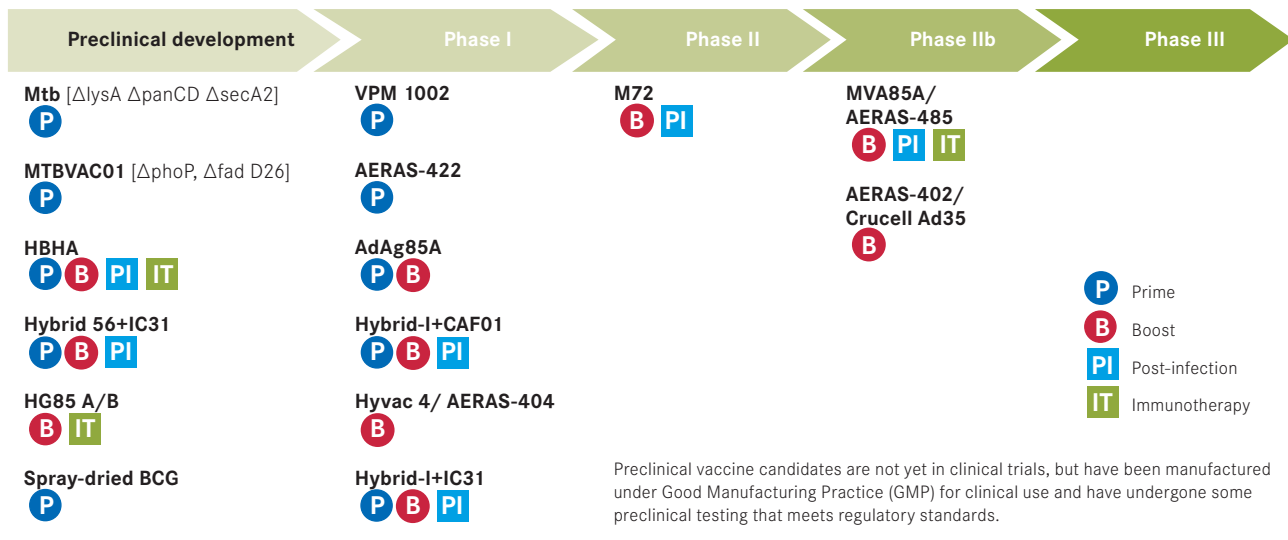 Preclinical development
Phase I
Phase II
Phase IIb
Phase III
Mtb [ΔlysA ΔpanCD ΔsecA2]
P
MTBVAC01 [ΔphoP, Δfad D26]
P
HBHA
P B PI IT
Hybrid 56+IC31
P B PI
HG85 A/B
B IT
Spray-dried BCG
P
VPM 1002
P
AERAS-422
P
AdAg85A
P B
Hybrid-I+CAF01
P B PI
Hyvac 4/ AERAS-404
B
Hybrid-I+IC31
P B PI
M72
B PI
MVA85A/
AERAS-485
B PI IT
AERAS-402/
Crucell Ad35
B
P Prime
B Boost
PI Post-infection
IT Immunotherapy
Preclinical vaccine candidates are not yet in clinical trials, but have been manufactured
under Good Manufacturing Practice (GMP) for clinical use and have undergone some
preclinical testing that meets regulatory standards.